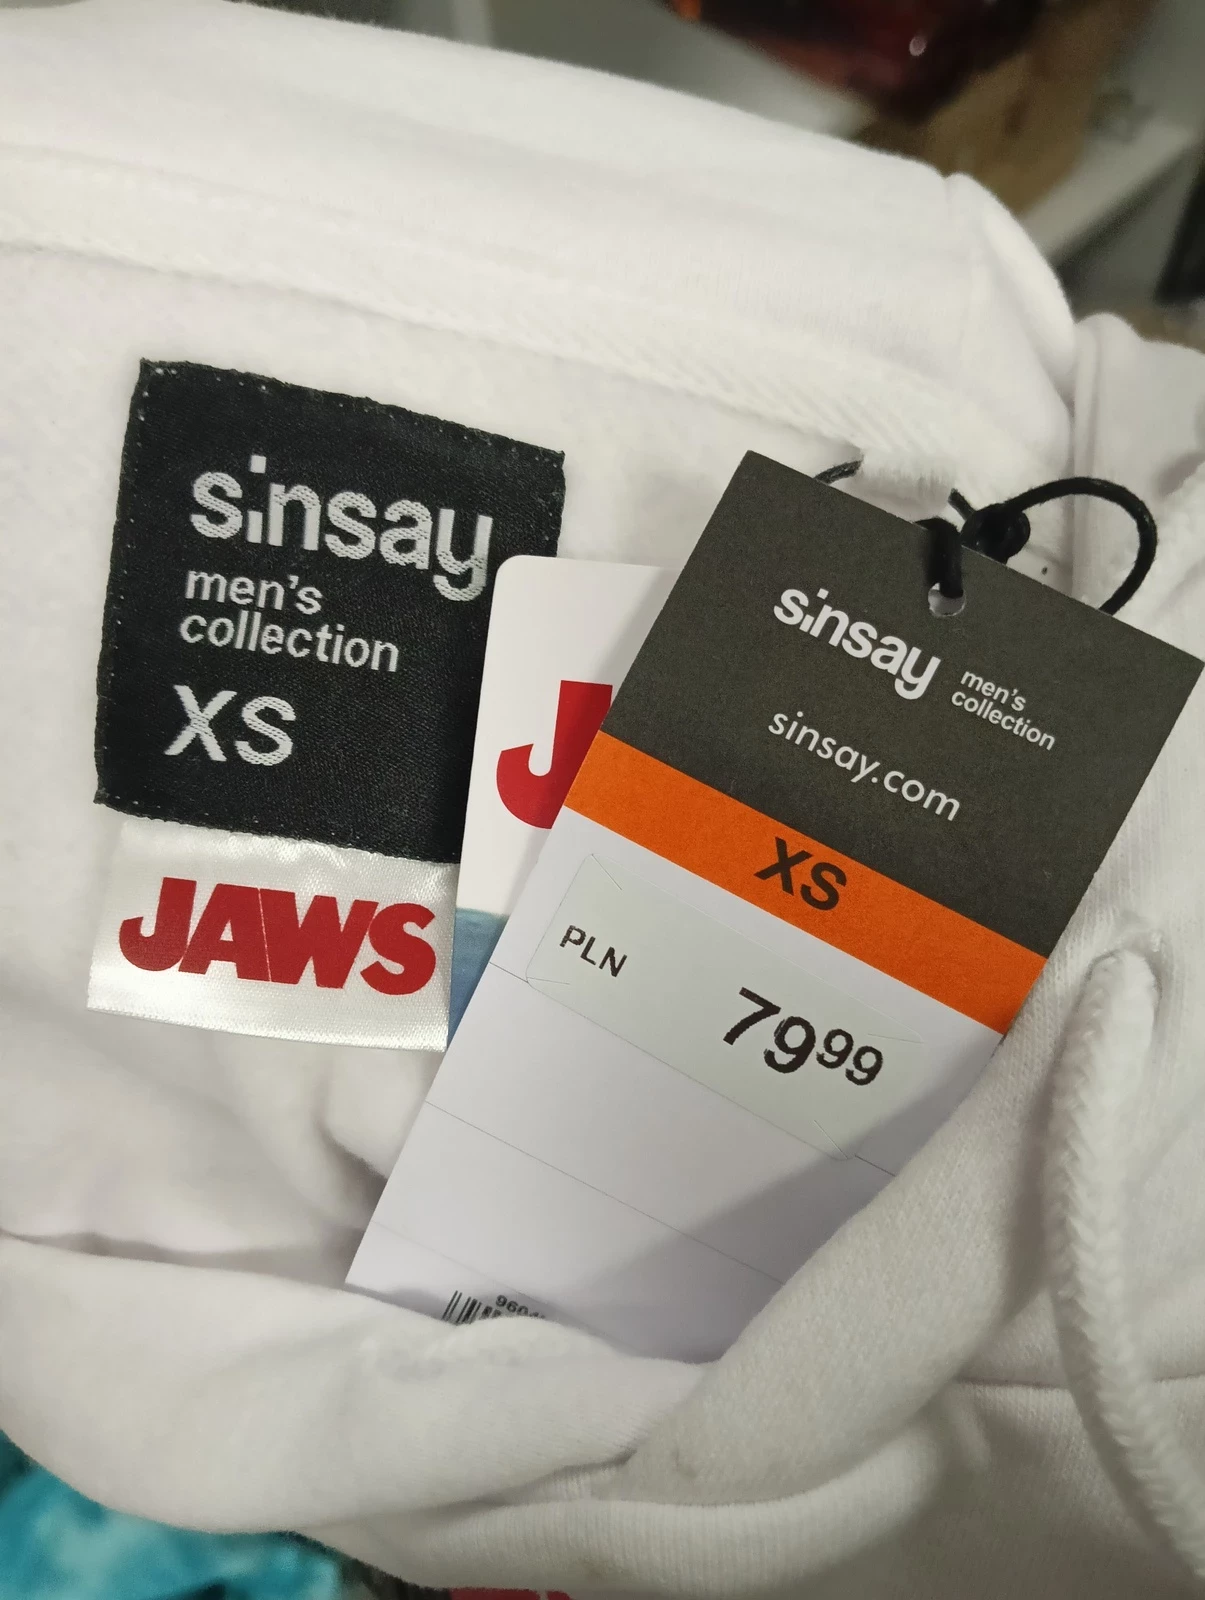 sinsay
men's
collection
XS
JAWS
J
sinsay men's
collection
sinsay.com
XS
PLN
79⁹⁹